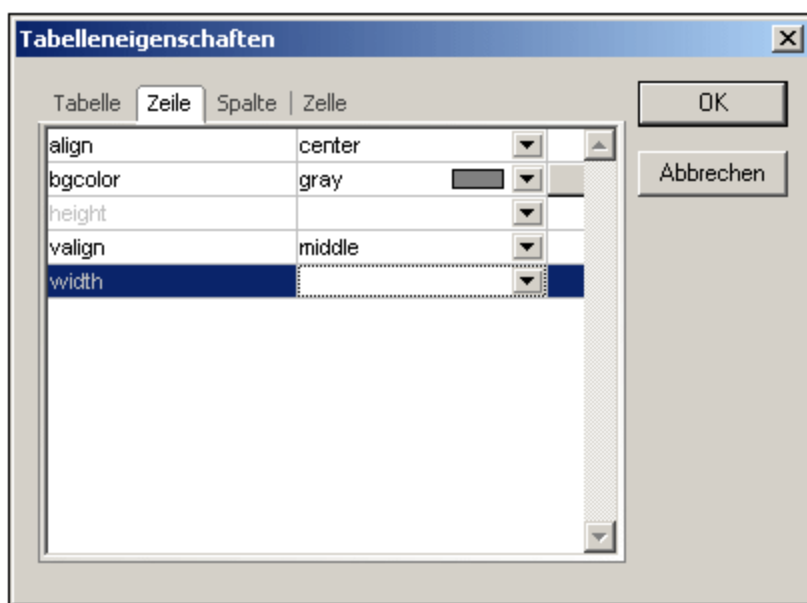 Tabelleneigenschaften
Tabelle Zeile Spalte Zelle
OK
Abbrechen
align center
bgcolor gray
height
valign middle
width